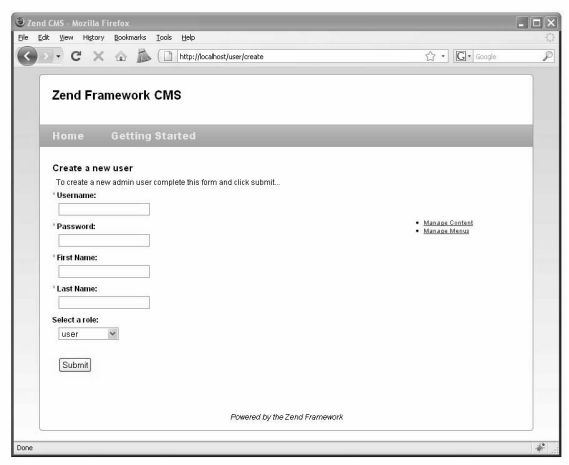 Zend CMS - Mozilla Firefox
File Edit View History Bookmarks Tools Help
http://localhost/user/create
G Google
Zend Framework CMS
Home Getting Started
Create a new user
To create a new admin user complete this form and click submit...
* Username:
* Password:
• Manage Content
• Manage Menus
* First Name:
* Last Name:
Select a role:
user
Submit
Powered by the Zend Framework
Done